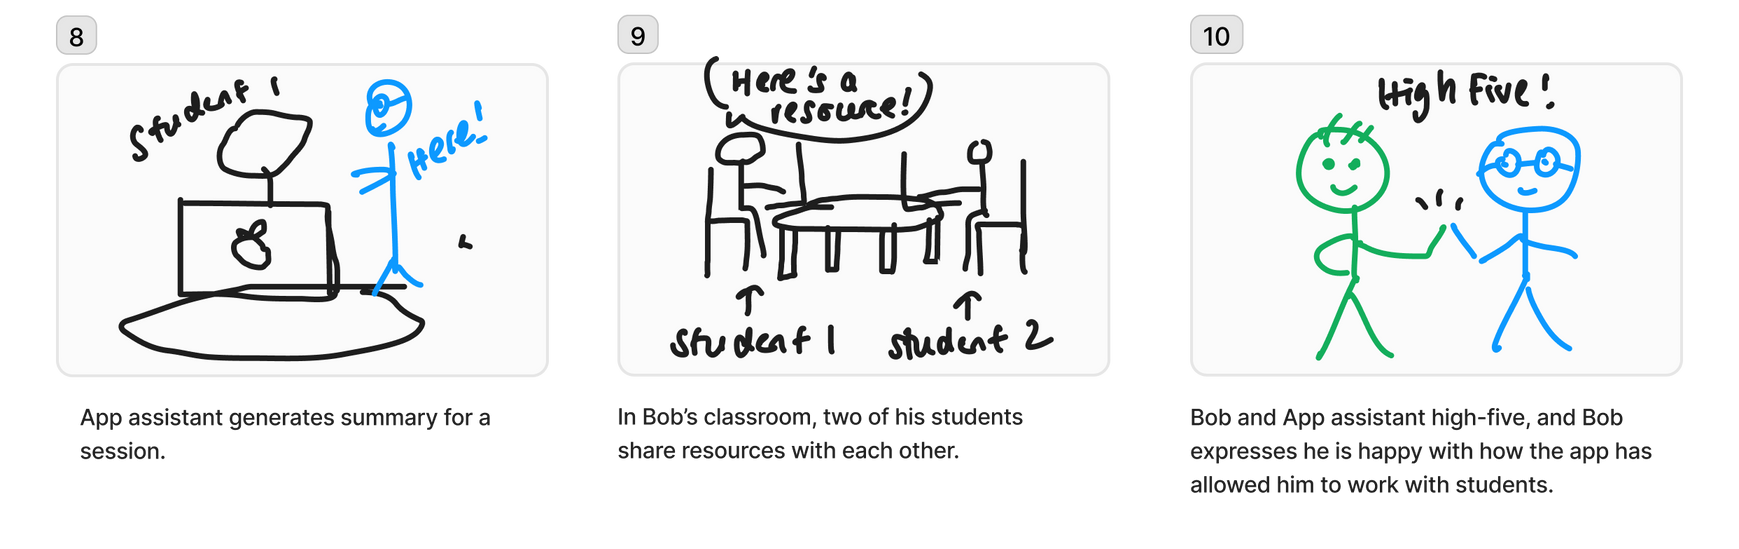 8
Student 1
Here!
App assistant generates summary for a
session.
9
Here's a
resource!
student 1
student 2
In Bob’s classroom, two of his students
share resources with each other.
10
High Five!
Bob and App assistant high-five, and Bob
expresses he is happy with how the app has
allowed him to work with students.